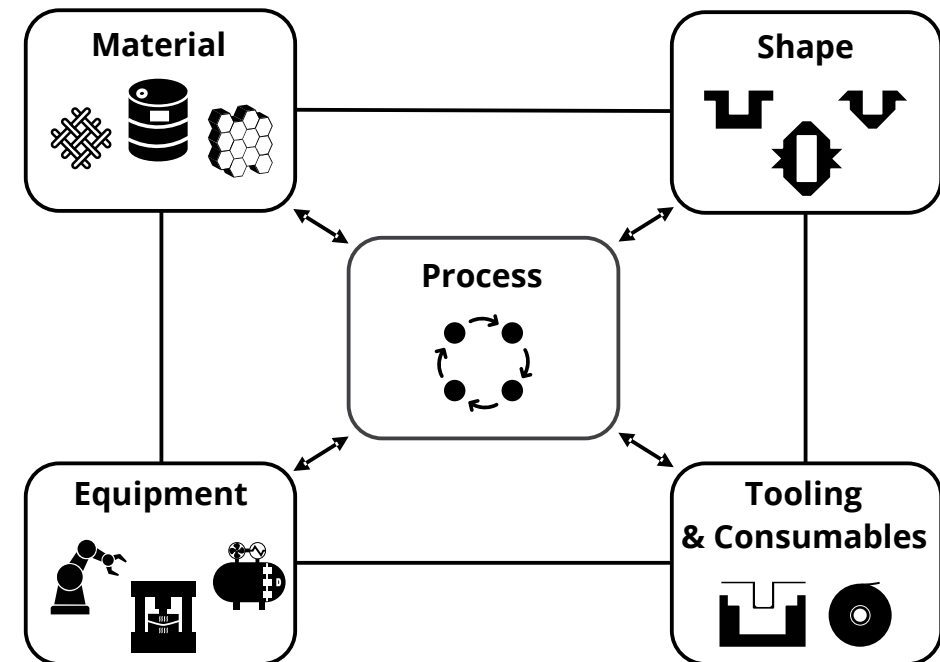 Material
Shape
Process
Equipment
Tooling
& Consumables